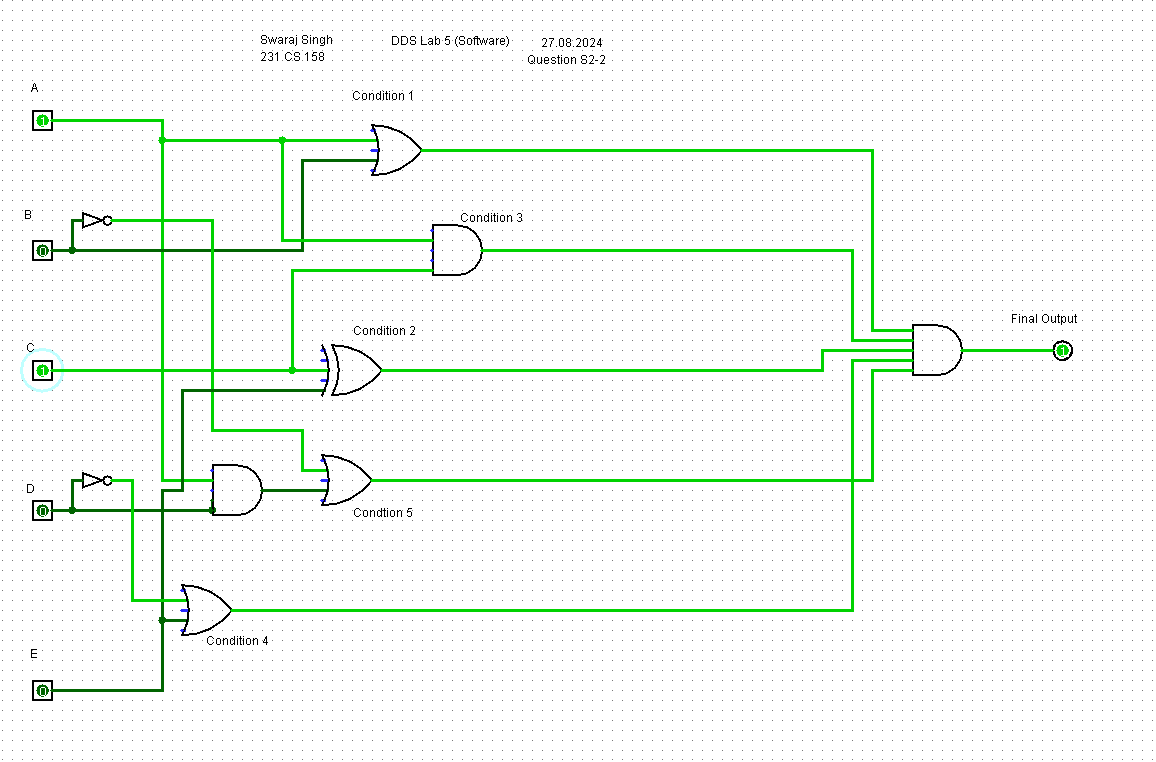 Swaraj Singh
231 CS 158
DDS Lab 5 (Software)
27.08.2024
Question S2-2
A
Condition 1
1
B
Condition 3
0
C
Condition 2
Final Output
1
1
D
0
Condtion 5
Condition 4
E
0